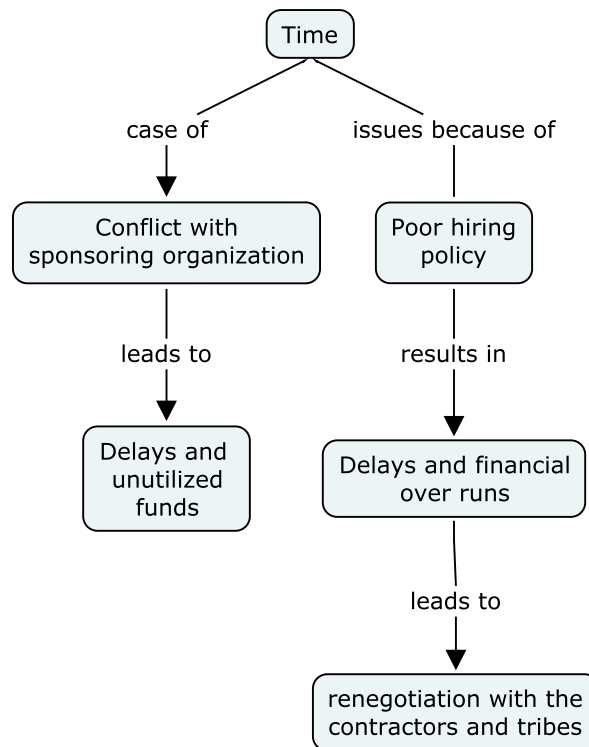 Time
case of
issues because of
Conflict with
sponsoring organization
Poor hiring
policy
leads to
results in
Delays and
unutilized
funds
Delays and financial
over runs
leads to
renegotiation with the
contractors and tribes